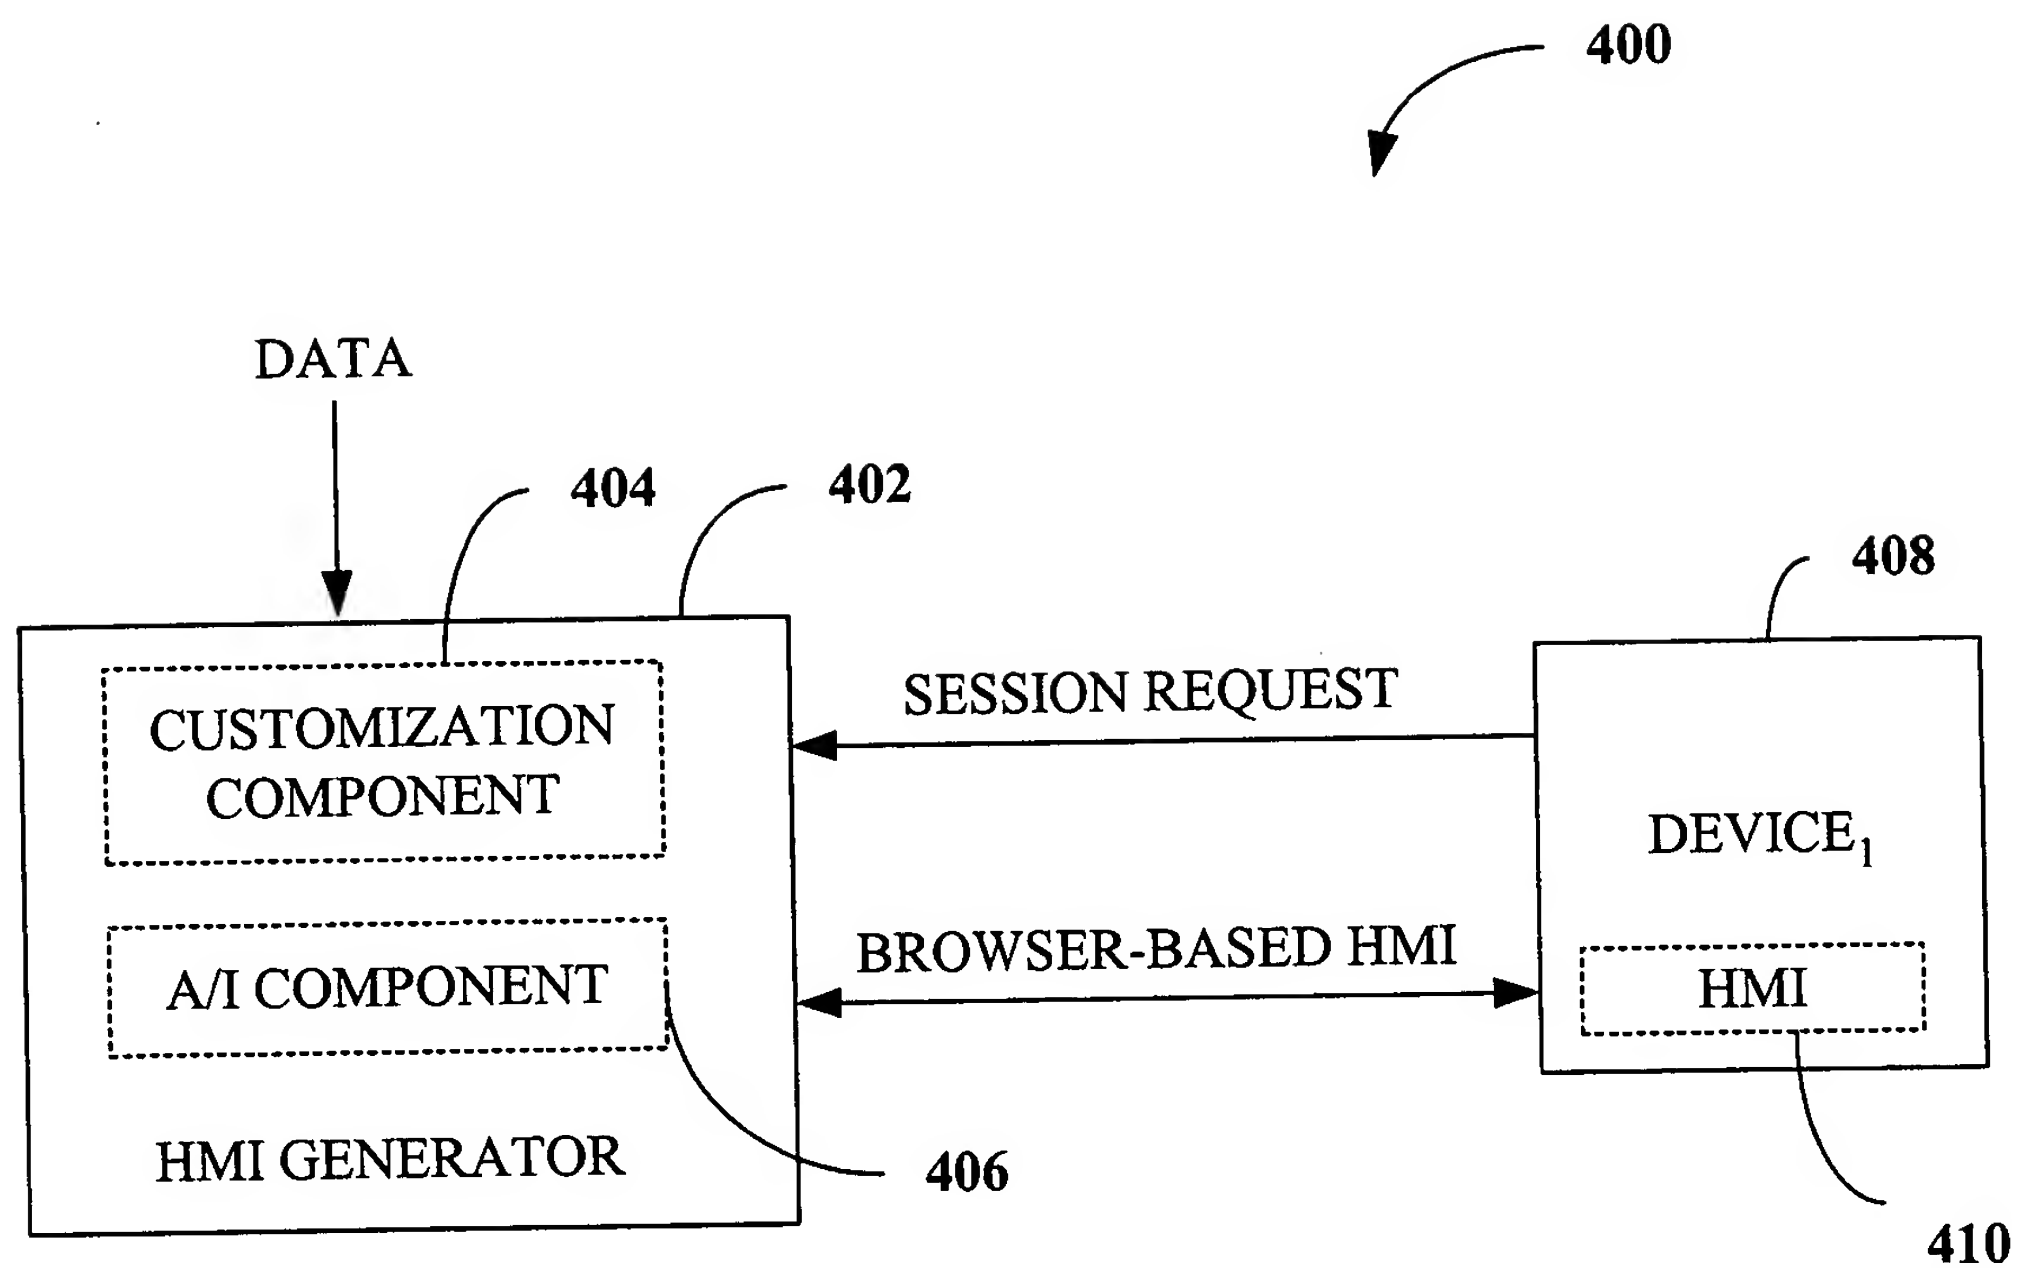 400
DATA
404
402
408
SESSION REQUEST
CUSTOMIZATION
COMPONENT
DEVICE1
BROWSER-BASED HMI
A/I COMPONENT
HMI
HMI GENERATOR
406
410